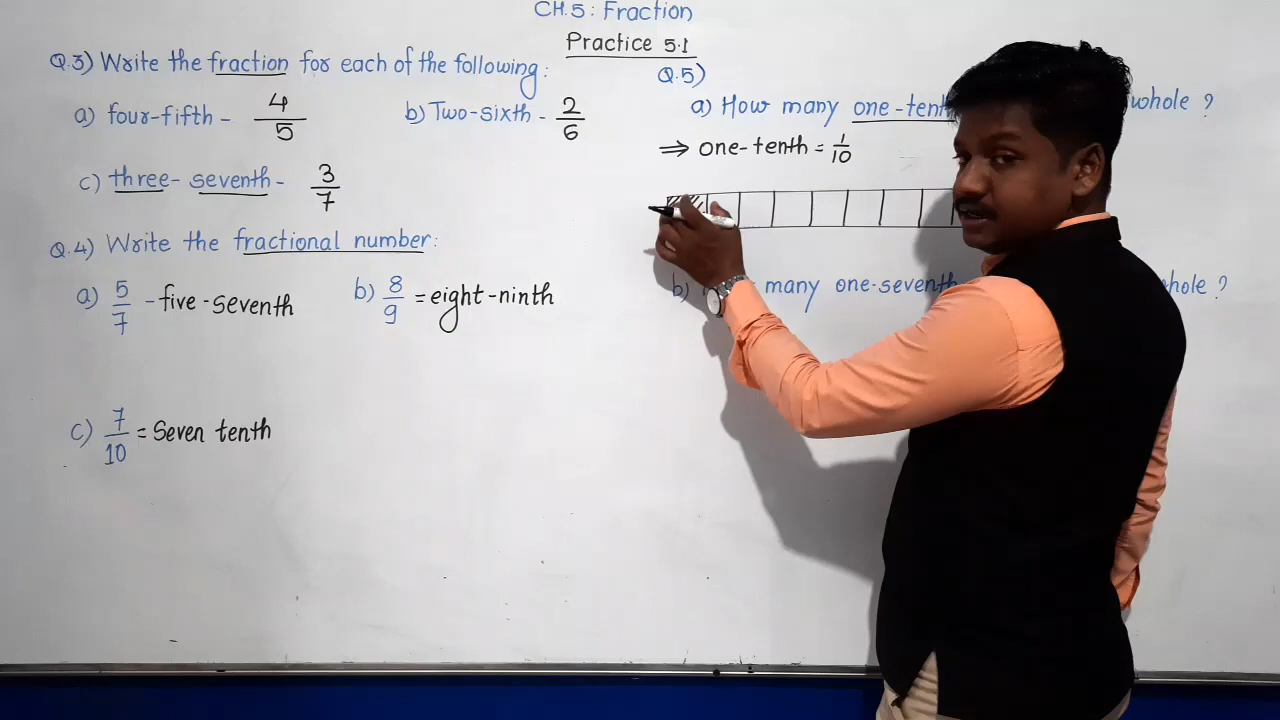 CH.5: Fraction
Practice 5.1
Q.3) Write the fraction for each of the following:
a) four-fifth - 4/5 b) Two-sixth - 2/6
c) three-seventh - 3/7
Q.4) Write the fractional number:
a) 5/7 - five-seventh b) 8/9 = eight-ninth
c) 7/10 = Seven tenth
Q.5)
a) How many one-tenth whole ?
⇒ one-tenth = 1/10
b) many one-seventh whole ?